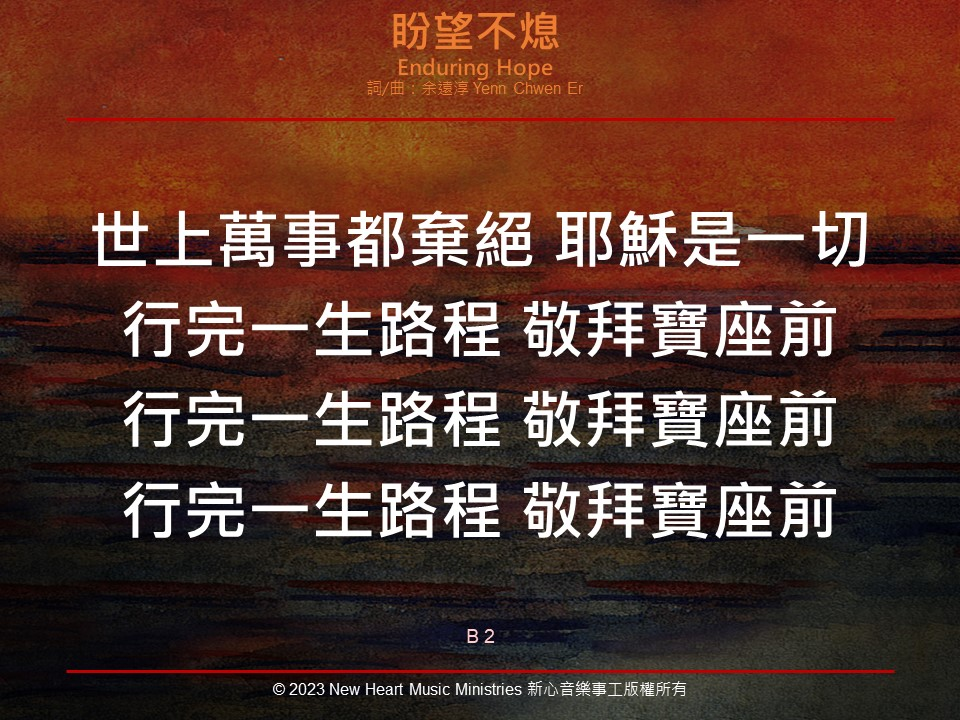 盼望不熄
Enduring Hope
詞/曲：余遠淳 Yenn Chwen Er
世上萬事都棄絕 耶穌是一切
行完一生路程 敬拜寶座前
行完一生路程 敬拜寶座前
行完一生路程 敬拜寶座前
B 2
© 2023 New Heart Music Ministries 新心音樂事工版權所有